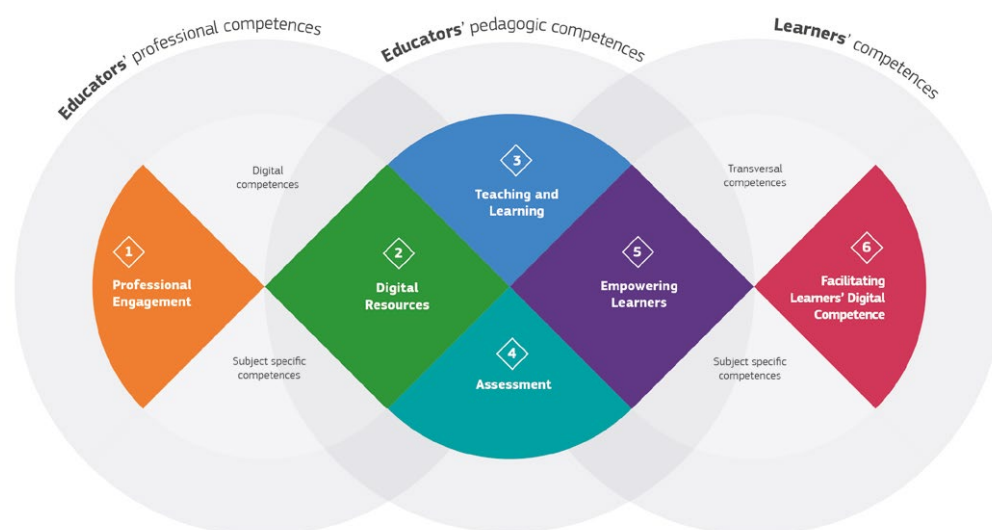 Educators' professional competences
Educators' pedagogic competences
Learners' competences
Digital
competences
3
Teaching and
Learning
Transversal
competences
1
Professional
Engagement
2
Digital
Resources
5
Empowering
Learners
6
Facilitating
Learners' Digital
Competence
Subject specific
competences
4
Assessment
Subject specific
competences